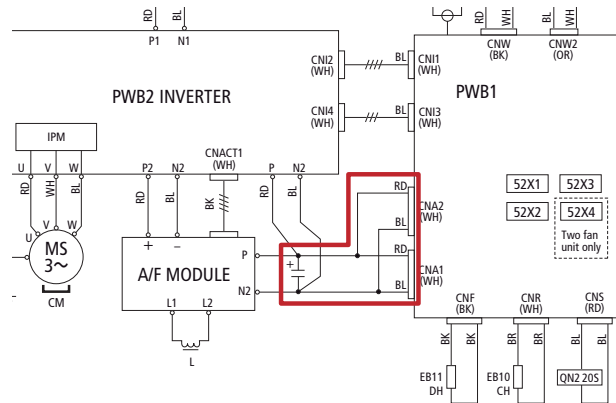 RD
BL
WH
BL
WH
BL
P1
N1
CNW
(BK)
CNW2
(OR)
CNI2
(WH)
BL
CNI1
(WH)
PWB2 INVERTER
PWB1
CNI4
(WH)
BL
CNI3
(WH)
IPM
CNACT1
(WH)
U
V
W
P2
N2
P
N2
RD
WH
BL
RD
BL
BK
RD
BL
RD
CNA2
(WH)
BL
52X1
52X3
52X2
52X4
Two fan
unit only
U
V
W
MS
3~
CM
+
−
A/F MODULE
P
N2
+
RD
CNA1
(WH)
BL
L1
L2
L
CNF
(BK)
CNR
(WH)
CNS
(RD)
BK
BK
BR
BR
BL
BL
EB11
DH
EB10
CH
QN2 20S